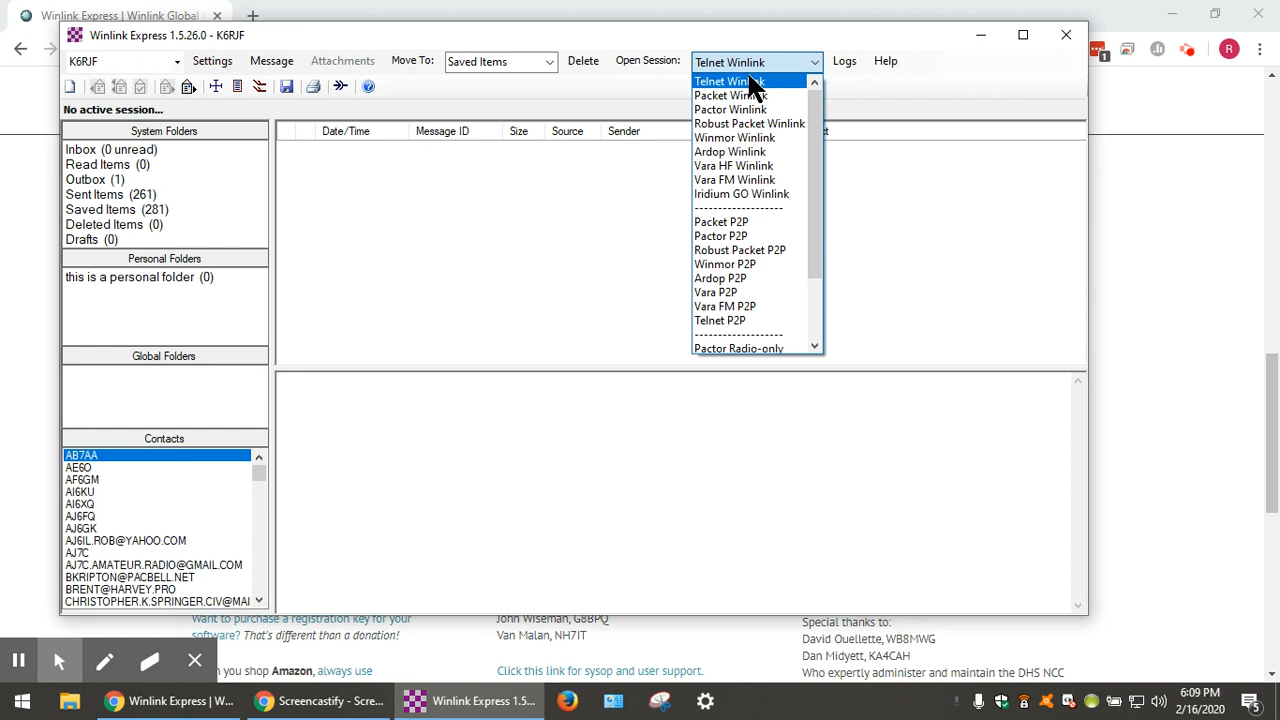 Winlink Express | Winlink Global
Winlink Express 1.5.26.0 - K6RJF
K6RJF Settings Message Attachments Move To: Saved Items Delete Open Session: Telnet Winlink Logs Help
No active session...
System Folders
Date/Time Message ID Size Source Sender
Inbox (0 unread)
Read Items (0)
Outbox (1)
Sent Items (261)
Saved Items (281)
Deleted Items (0)
Drafts (0)
Personal Folders
this is a personal folder (0)
Global Folders
Contacts
AB7AA
AE6O
AF6GM
AI6KU
AI6XQ
AJ6FQ
AJ6GK
AJ6IL.ROB@YAHOO.COM
AJ7C
AJ7C.AMATEUR.RADIO@GMAIL.COM
BKRIPTON@PACBELL.NET
BRENT@HARVEY.PRO
CHRISTOPHER.K.SPRINGER.CIV@MAI
Telnet Winlink
Packet Winlink
Pactor Winlink
Robust Packet Winlink
Winmor Winlink
Ardop Winlink
Vara HF Winlink
Vara FM Winlink
Iridium GO Winlink
-------------------
Packet P2P
Pactor P2P
Robust Packet P2P
Winmor P2P
Ardop P2P
Vara P2P
Vara FM P2P
Telnet P2P
-------------------
Pactor Radio-only
R
1
Want to purchase a registration key for your
software? That's different than a donation!
n you shop Amazon, always use
John Wiseman, G8BPQ
Van Malan, NH7IT
Click this link for sysop and user support.
Special thanks to:
David Ouellette, WB8MWG
Dan Midyett, KA4CAH
Who expertly administer and maintain the DHS NCC
Winlink Express | W...
Screencastify - Scre...
Winlink Express 1.5...
6:09 PM
2/16/2020
5